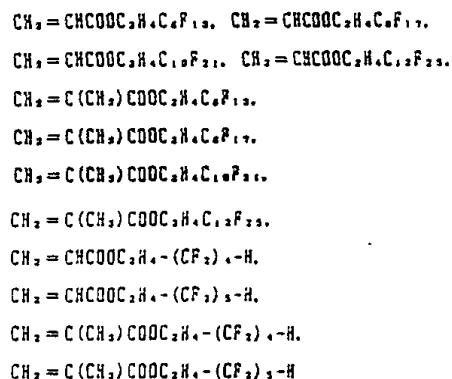 CH₂=CHCOOC₂H₄C₆F₁₃, CH₂=CHCOOC₂H₄C₈F₁₇,
CH₂=CHCOOC₂H₄C₁₀F₂₁, CH₂=CHCOOC₂H₄C₁₂F₂₅,
CH₂=C(CH₃)COOC₂H₄C₆F₁₃,
CH₂=C(CH₃)COOC₂H₄C₈F₁₇,
CH₂=C(CH₃)COOC₂H₄C₁₀F₂₁,
CH₂=C(CH₃)COOC₂H₄C₁₂F₂₅,
CH₂=CHCOOC₂H₄-(CF₂)₄-H,
CH₂=CHCOOC₂H₄-(CF₂)₅-H,
CH₂=C(CH₃)COOC₂H₄-(CF₂)₄-H,
CH₂=C(CH₃)COOC₂H₄-(CF₂)₅-H